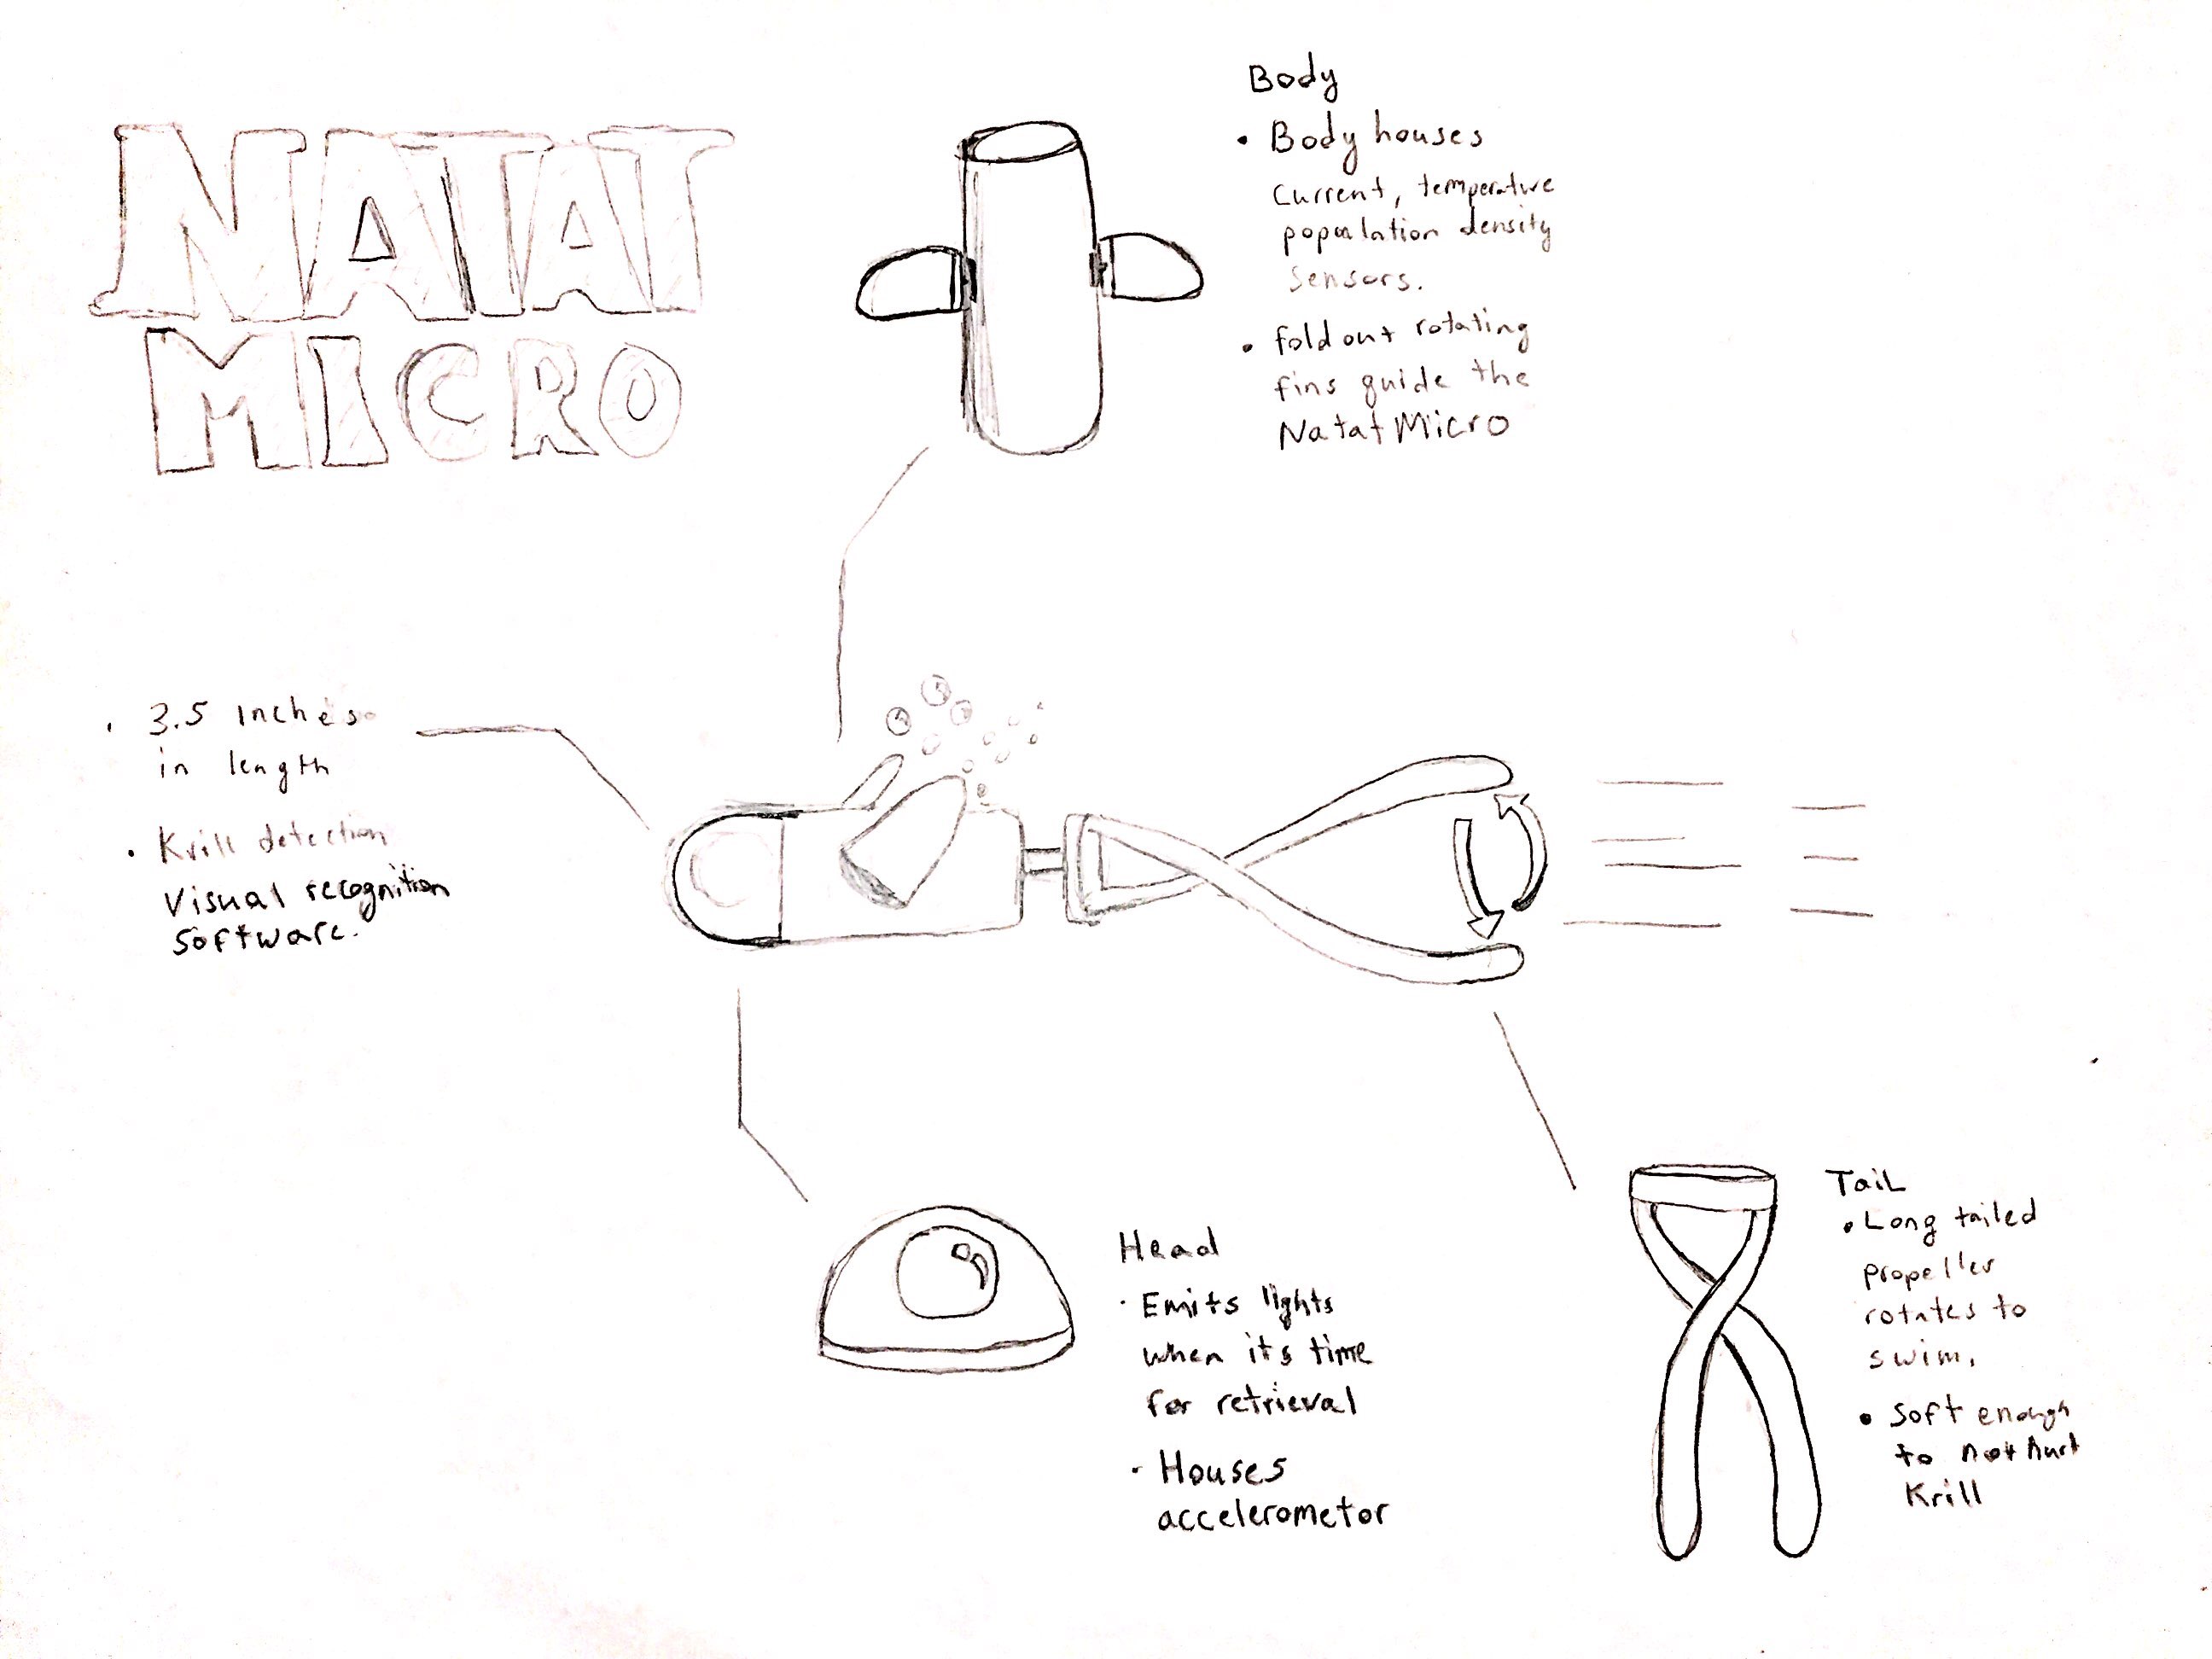 NATAT
MICRO
Body
• Body houses
Current, temperature
population density
Sensors.
• fold out rotating
fins guide the
Natat Micro
• 3.5 inches
in length
• Krill detection
Visual recognition
Software.
Head
• Emits lights
when its time
for retrieval
• Houses
accelerometor
Tail
• Long tailed
propeller
rotates to
swim.
• Soft enough
to not hurt
Krill